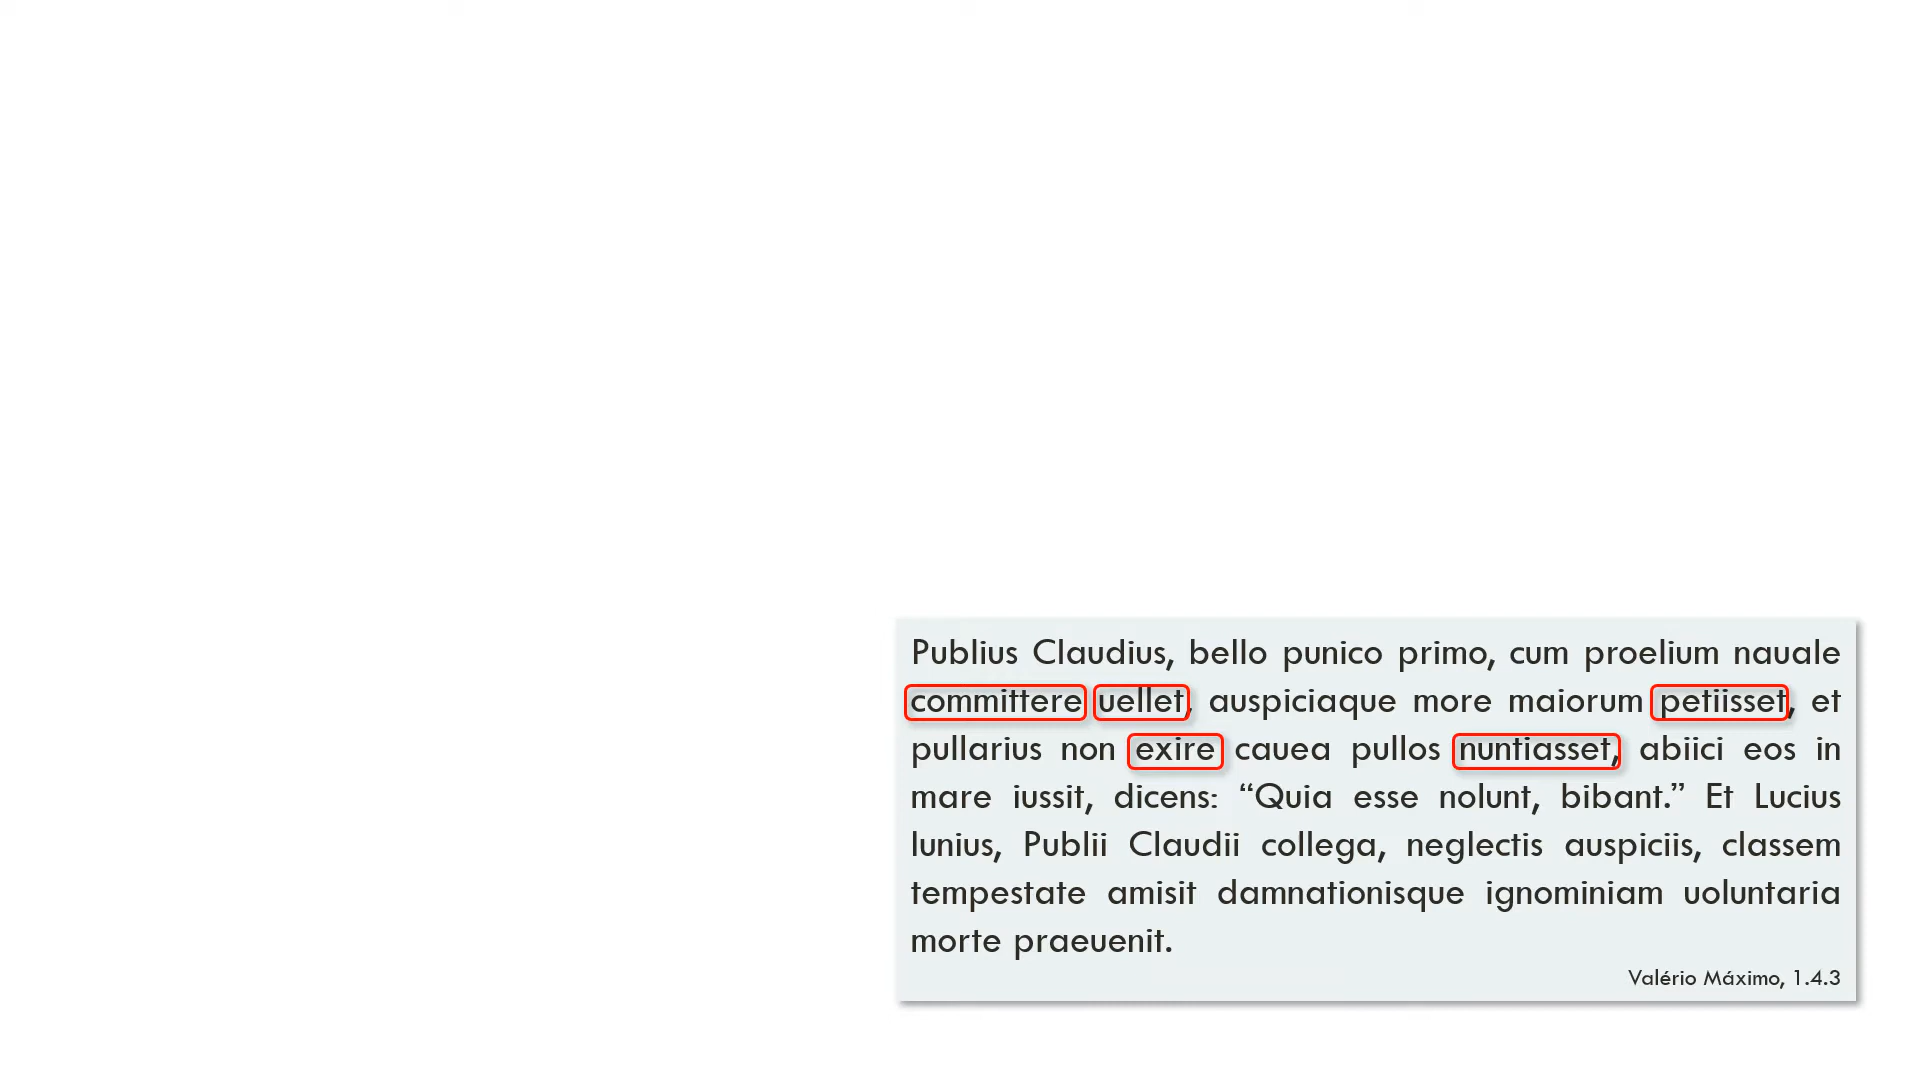 Publius Claudius, bello punico primo, cum proelium nauale
committere uellet, auspiciaque more maiorum petiisset, et
pullarius non exire cauea pullos nuntiasset, abiici eos in
mare iussit, dicens: “Quia esse nolunt, bibant.” Et Lucius
Iunius, Publii Claudii collega, neglectis auspiciis, classem
tempestate amisit damnationisque ignominiam uoluntaria
morte praeuenit.
Valério Máximo, 1.4.3